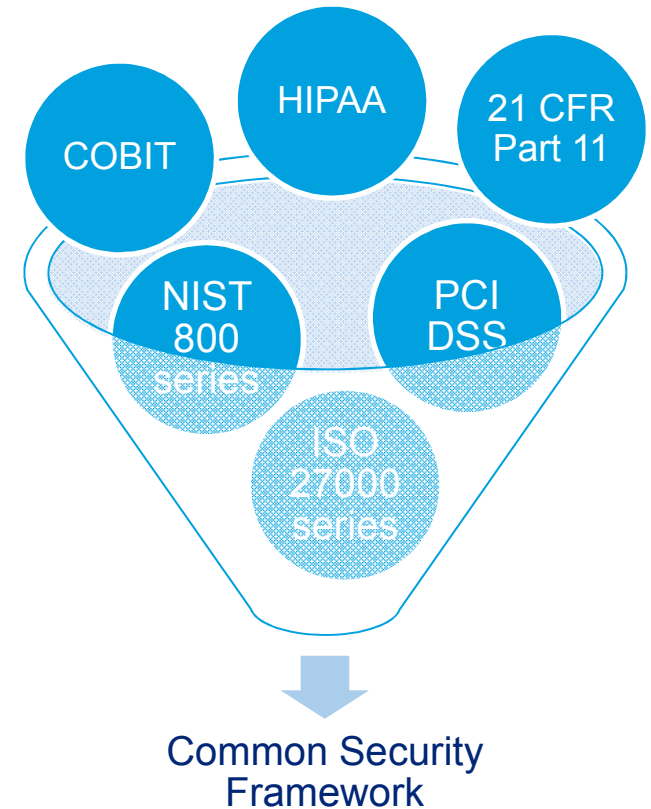 COBIT
HIPAA
21 CFR
Part 11
NIST
800
series
PCI
DSS
ISO
27000
series
Common Security
Framework